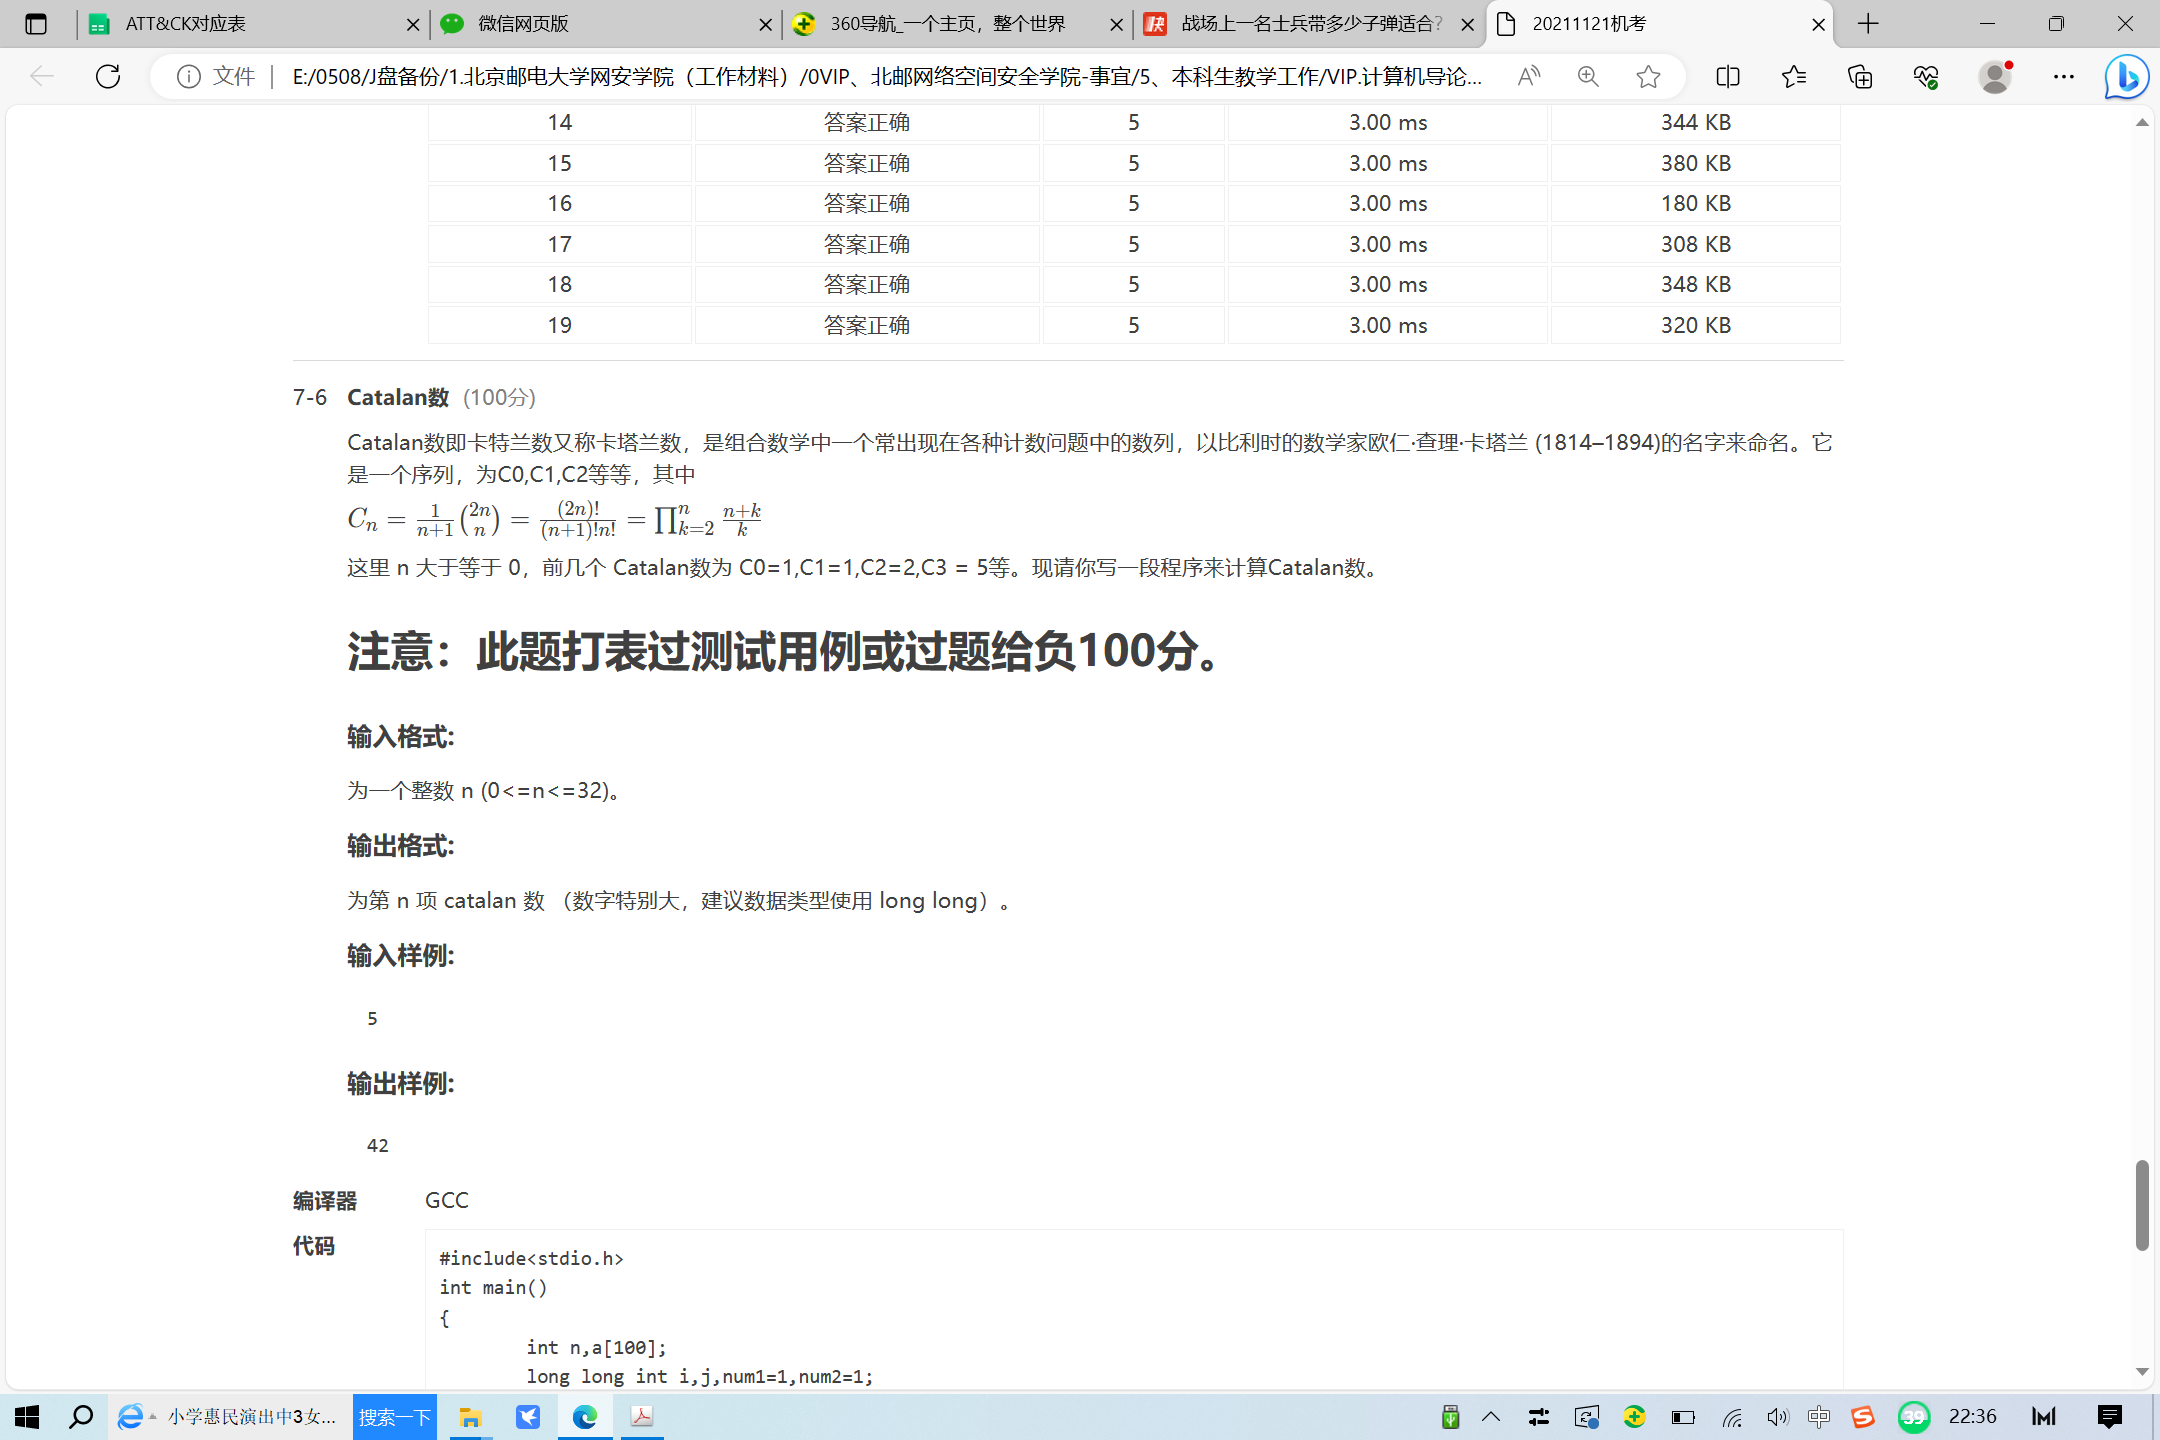 ATT&CK对应表
微信网页版
360导航_一个主页，整个世界
快 战场上一名士兵带多少子弹适合?
20211121机考
文件
E:/0508/J盘备份/1.北京邮电大学网安学院（工作材料）/0VIP、北邮网络空间安全学院-事宜/5、本科生教学工作/VIP.计算机导论...
14 答案正确 5 3.00 ms 344 KB
15 答案正确 5 3.00 ms 380 KB
16 答案正确 5 3.00 ms 180 KB
17 答案正确 5 3.00 ms 308 KB
18 答案正确 5 3.00 ms 348 KB
19 答案正确 5 3.00 ms 320 KB
7-6 Catalan数 (100分)
Catalan数即卡特兰数又称卡塔兰数，是组合数学中一个常出现在各种计数问题中的数列，以比利时的数学家欧仁·查理·卡塔兰 (1814–1894)的名字来命名。它
是一个序列，为C0,C1,C2等等，其中
C_n = \frac{1}{n+1}\binom{2n}{n} = \frac{(2n)!}{(n+1)!n!} = \prod_{k=2}^{n} \frac{n+k}{k}
这里 n 大于等于 0，前几个 Catalan数为 C0=1,C1=1,C2=2,C3 = 5等。现请你写一段程序来计算Catalan数。
注意：此题打表过测试用例或过题给负100分。
输入格式:
为一个整数 n (0<=n<=32)。
输出格式:
为第 n 项 catalan 数 （数字特别大，建议数据类型使用 long long）。
输入样例:
5
输出样例:
42
编译器 GCC
代码
#include<stdio.h>
int main()
{
int n,a[100];
long long int i,j,num1=1,num2=1;
小学惠民演出中3女...
搜索一下
中
39
22:36